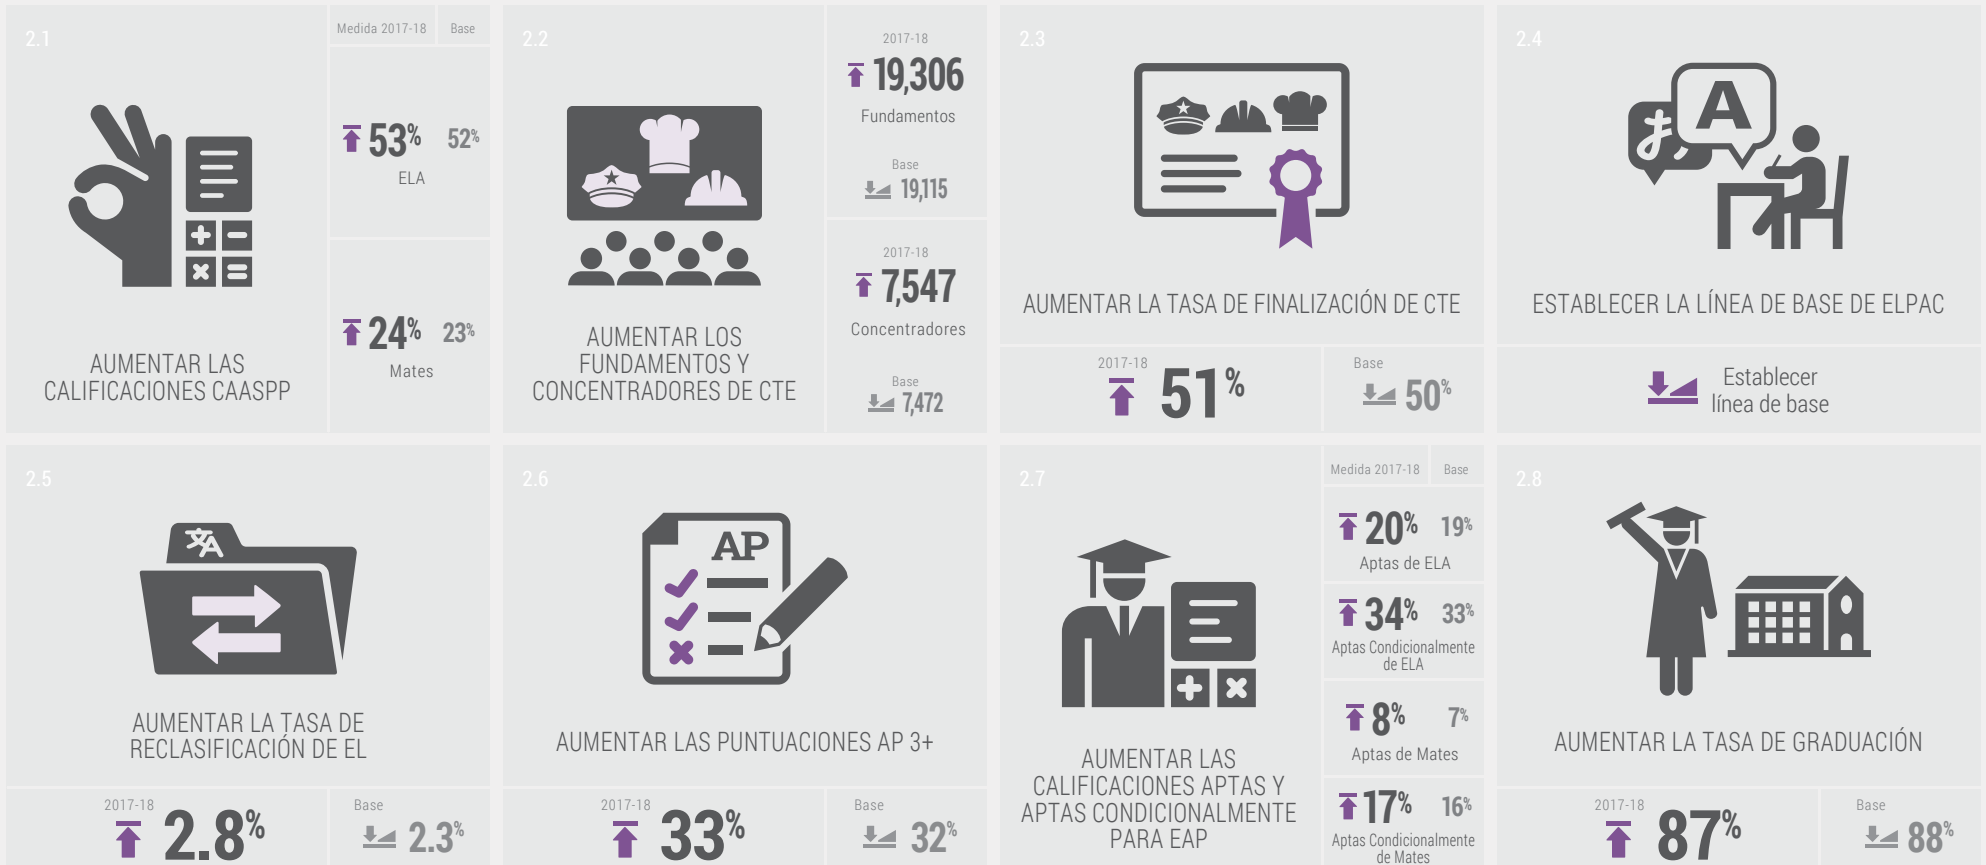 2.1
Medida 2017-18 Base
53% 52%
ELA
24% 23%
Mates
AUMENTAR LAS
CALIFICACIONES CAASPP
2.2
2017-18
19,306
Fundamentos
Base
19,115
2017-18
7,547
Concentradores
Base
7,472
AUMENTAR LOS
FUNDAMENTOS Y
CONCENTRADORES DE CTE
2.3
AUMENTAR LA TASA DE FINALIZACIÓN DE CTE
2017-18
51%
Base
50%
2.4
A
ESTABLECER LA LÍNEA DE BASE DE ELPAC
Establecer
línea de base
2.5
AUMENTAR LA TASA DE
RECLASIFICACIÓN DE EL
2017-18
2.8%
Base
2.3%
2.6
AP
AUMENTAR LAS PUNTUACIONES AP 3+
2017-18
33%
Base
32%
2.7
Medida 2017-18 Base
20% 19%
Aptas de ELA
34% 33%
Aptas Condicionalmente
de ELA
8% 7%
Aptas de Mates
17% 16%
Aptas Condicionalmente
de Mates
AUMENTAR LAS
CALIFICACIONES APTAS Y
APTAS CONDICIONALMENTE
PARA EAP
2.8
AUMENTAR LA TASA DE GRADUACIÓN
2017-18
87%
Base
88%